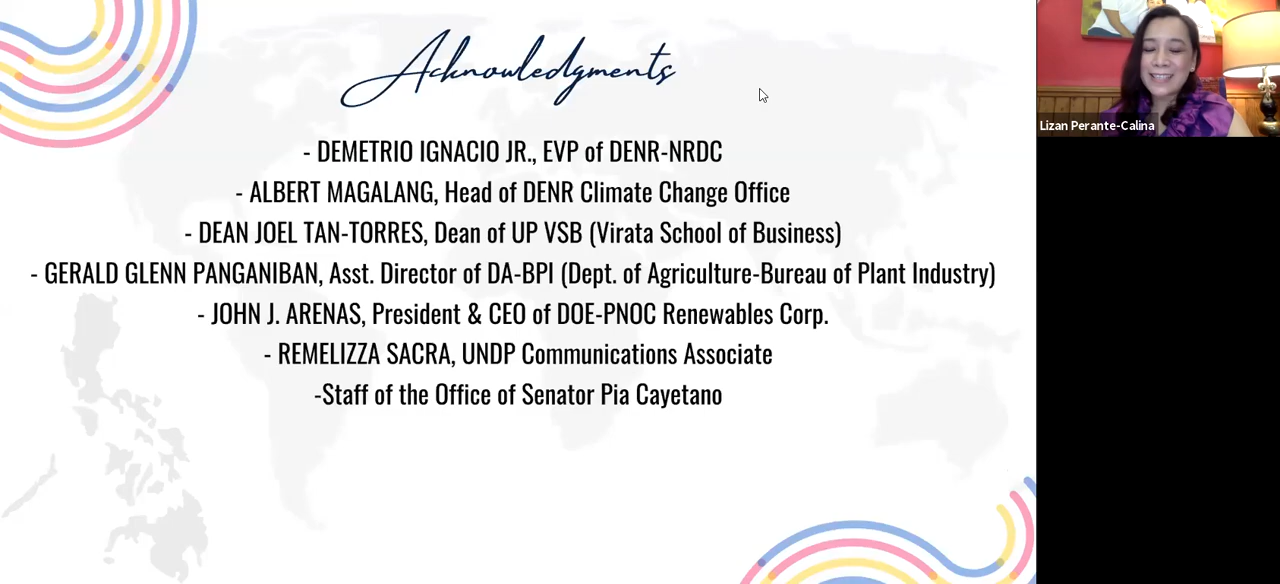 Acknowledgments
- DEMETRIO IGNACIO JR., EVP of DENR-NRDC
- ALBERT MAGALANG, Head of DENR Climate Change Office
- DEAN JOEL TAN-TORRES, Dean of UP VSB (Virata School of Business)
- GERALD GLENN PANGANIBAN, Asst. Director of DA-BPI (Dept. of Agriculture-Bureau of Plant Industry)
- JOHN J. ARENAS, President & CEO of DOE-PNOC Renewables Corp.
- REMELIZZA SACRA, UNDP Communications Associate
-Staff of the Office of Senator Pia Cayetano
Lizan Perante-Calina